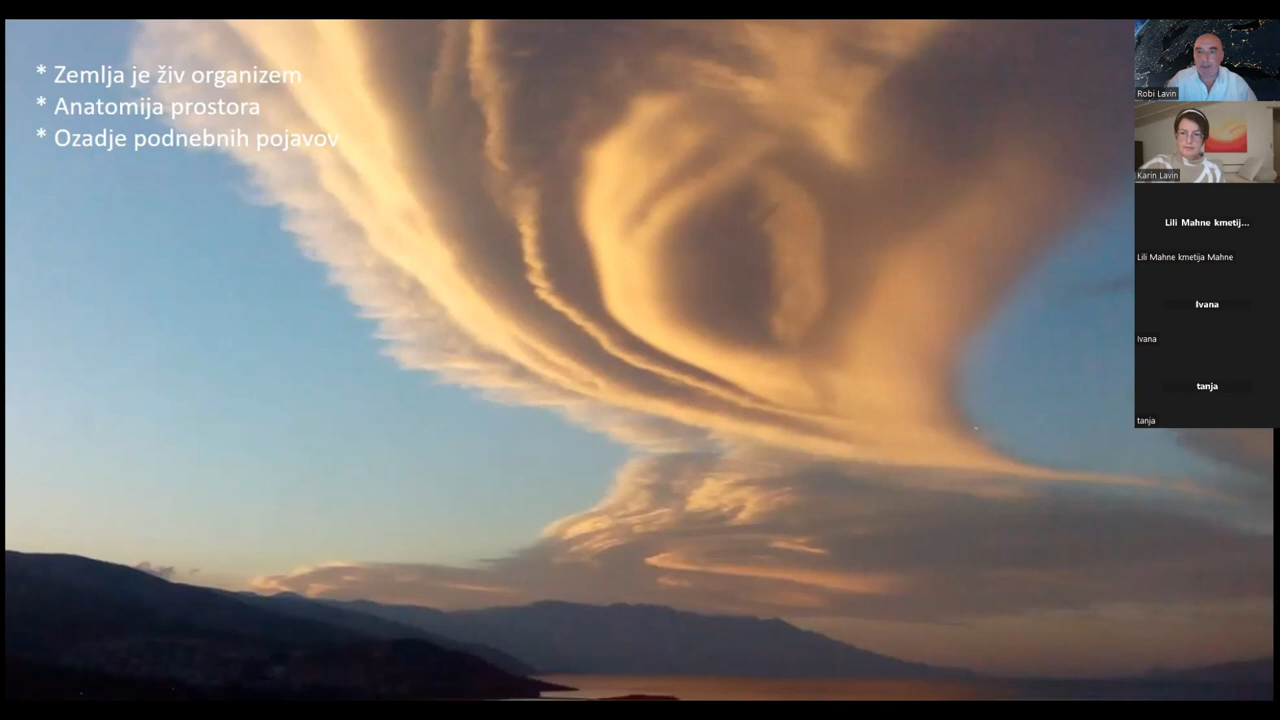 * Zemlja je živ organizem
* Anatomija prostora
* Ozadje podnebnih pojavov
Robi Lavin
Karin Lavin
Lili Mahne kmetij...
Lili Mahne kmetija Mahne
Ivana
Ivana
tanja
tanja